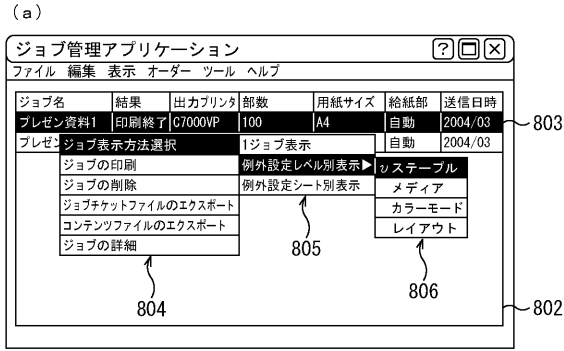 (a)
ジョブ管理アプリケーション ?
ファイル 編集 表示 オーダー ツール ヘルプ
ジョブ名 結果 出力プリンタ 部数 用紙サイズ 給紙部 送信日時
プレゼン資料1 印刷終了 C7000VP 100 A4 自動 2004/03
803
プレゼン 自動 2004/03
ジョブ表示方法選択 1ジョブ表示
ジョブの印刷 例外設定レベル別表示▶ レステーブル
ジョブの削除 例外設定シート別表示 メディア
ジョブチケットファイルのエクスポート カラーモード
コンテンツファイルのエクスポート レイアウト
ジョブの詳細
805
804
806
802